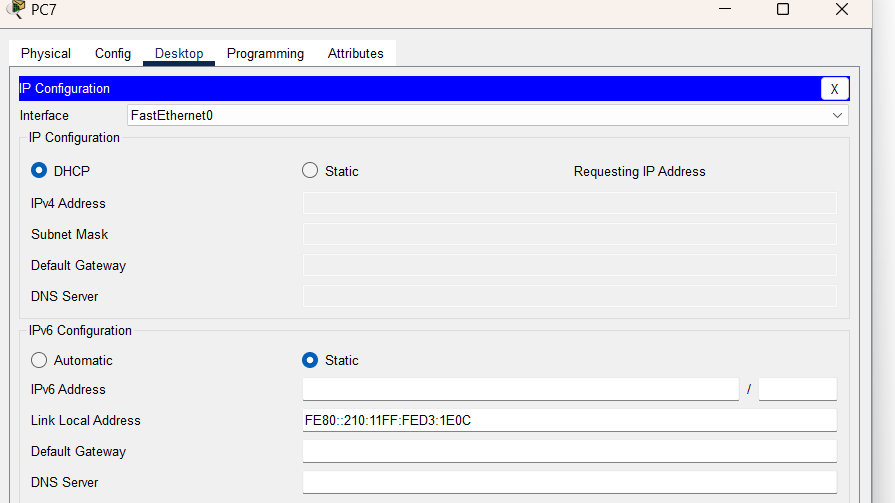 PC7
Physical Config Desktop Programming Attributes
IP Configuration X
Interface FastEthernet0
IP Configuration
DHCP Static Requesting IP Address
IPv4 Address
Subnet Mask
Default Gateway
DNS Server
IPv6 Configuration
Automatic Static
IPv6 Address /
Link Local Address FE80::210:11FF:FED3:1E0C
Default Gateway
DNS Server